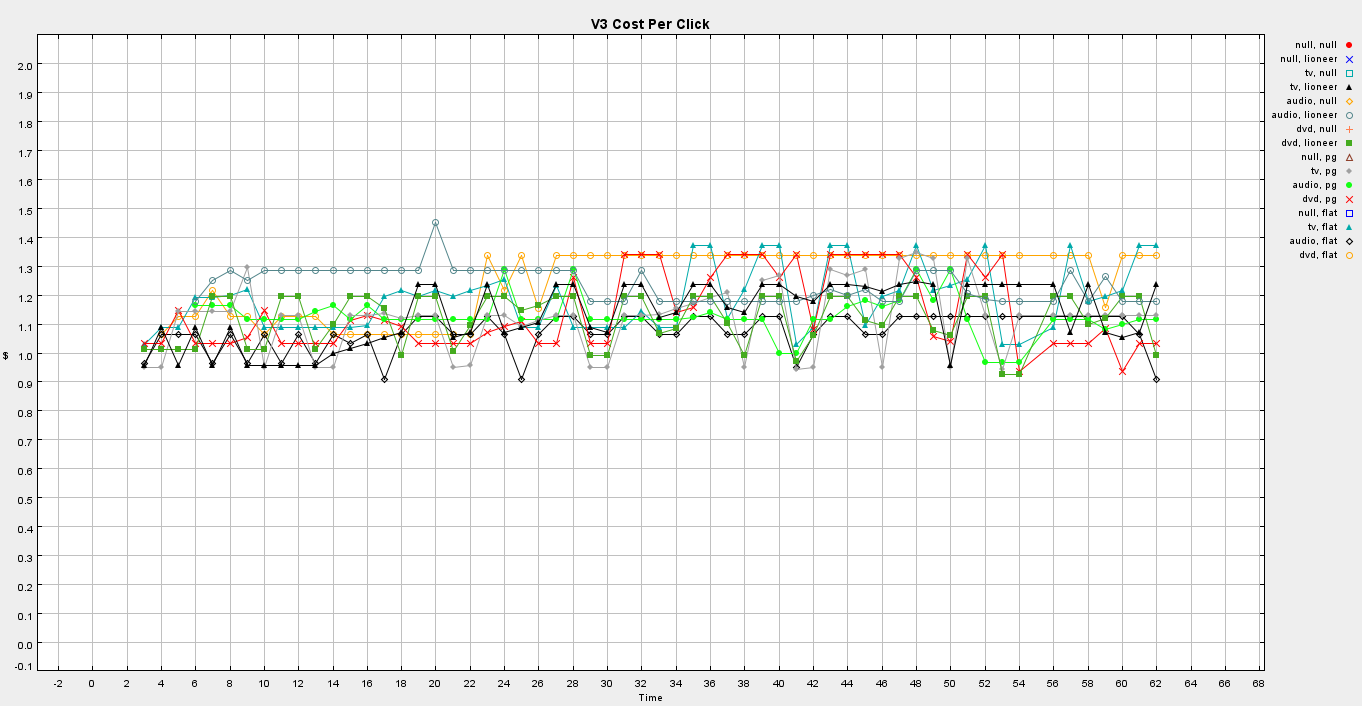 V3 Cost Per Click
2.0
1.9
1.8
1.7
1.6
1.5
1.4
1.3
1.2
1.1
1.0
0.9
0.8
0.7
0.6
0.5
0.4
0.3
0.2
0.1
0.0
-0.1
$
-2 0 2 4 6 8 10 12 14 16 18 20 22 24 26 28 30 32 34 36 38 40 42 44 46 48 50 52 54 56 58 60 62 64 66 68
Time
null, null
null, lioneer
tv, null
tv, lioneer
audio, null
audio, lioneer
dvd, null
dvd, lioneer
null, pg
tv, pg
audio, pg
dvd, pg
null, flat
tv, flat
audio, flat
dvd, flat